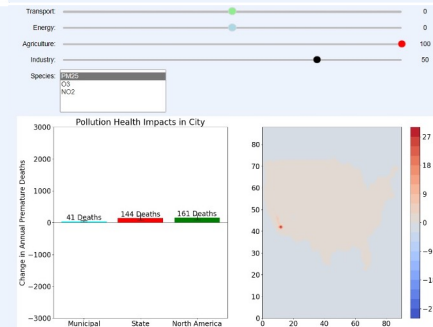 Transport: 0
Energy: 0
Agriculture: 100
Industry: 50
Species: PM25
O3
NO2
Pollution Health Impacts in City
Change in Annual Premature Deaths
3000
2000
1000
0
−1000
−2000
−3000
41 Deaths
144 Deaths
161 Deaths
Municipal
State
North America
80
70
60
50
40
30
20
10
0
0 20 40 60 80
27
18
9
0
−9